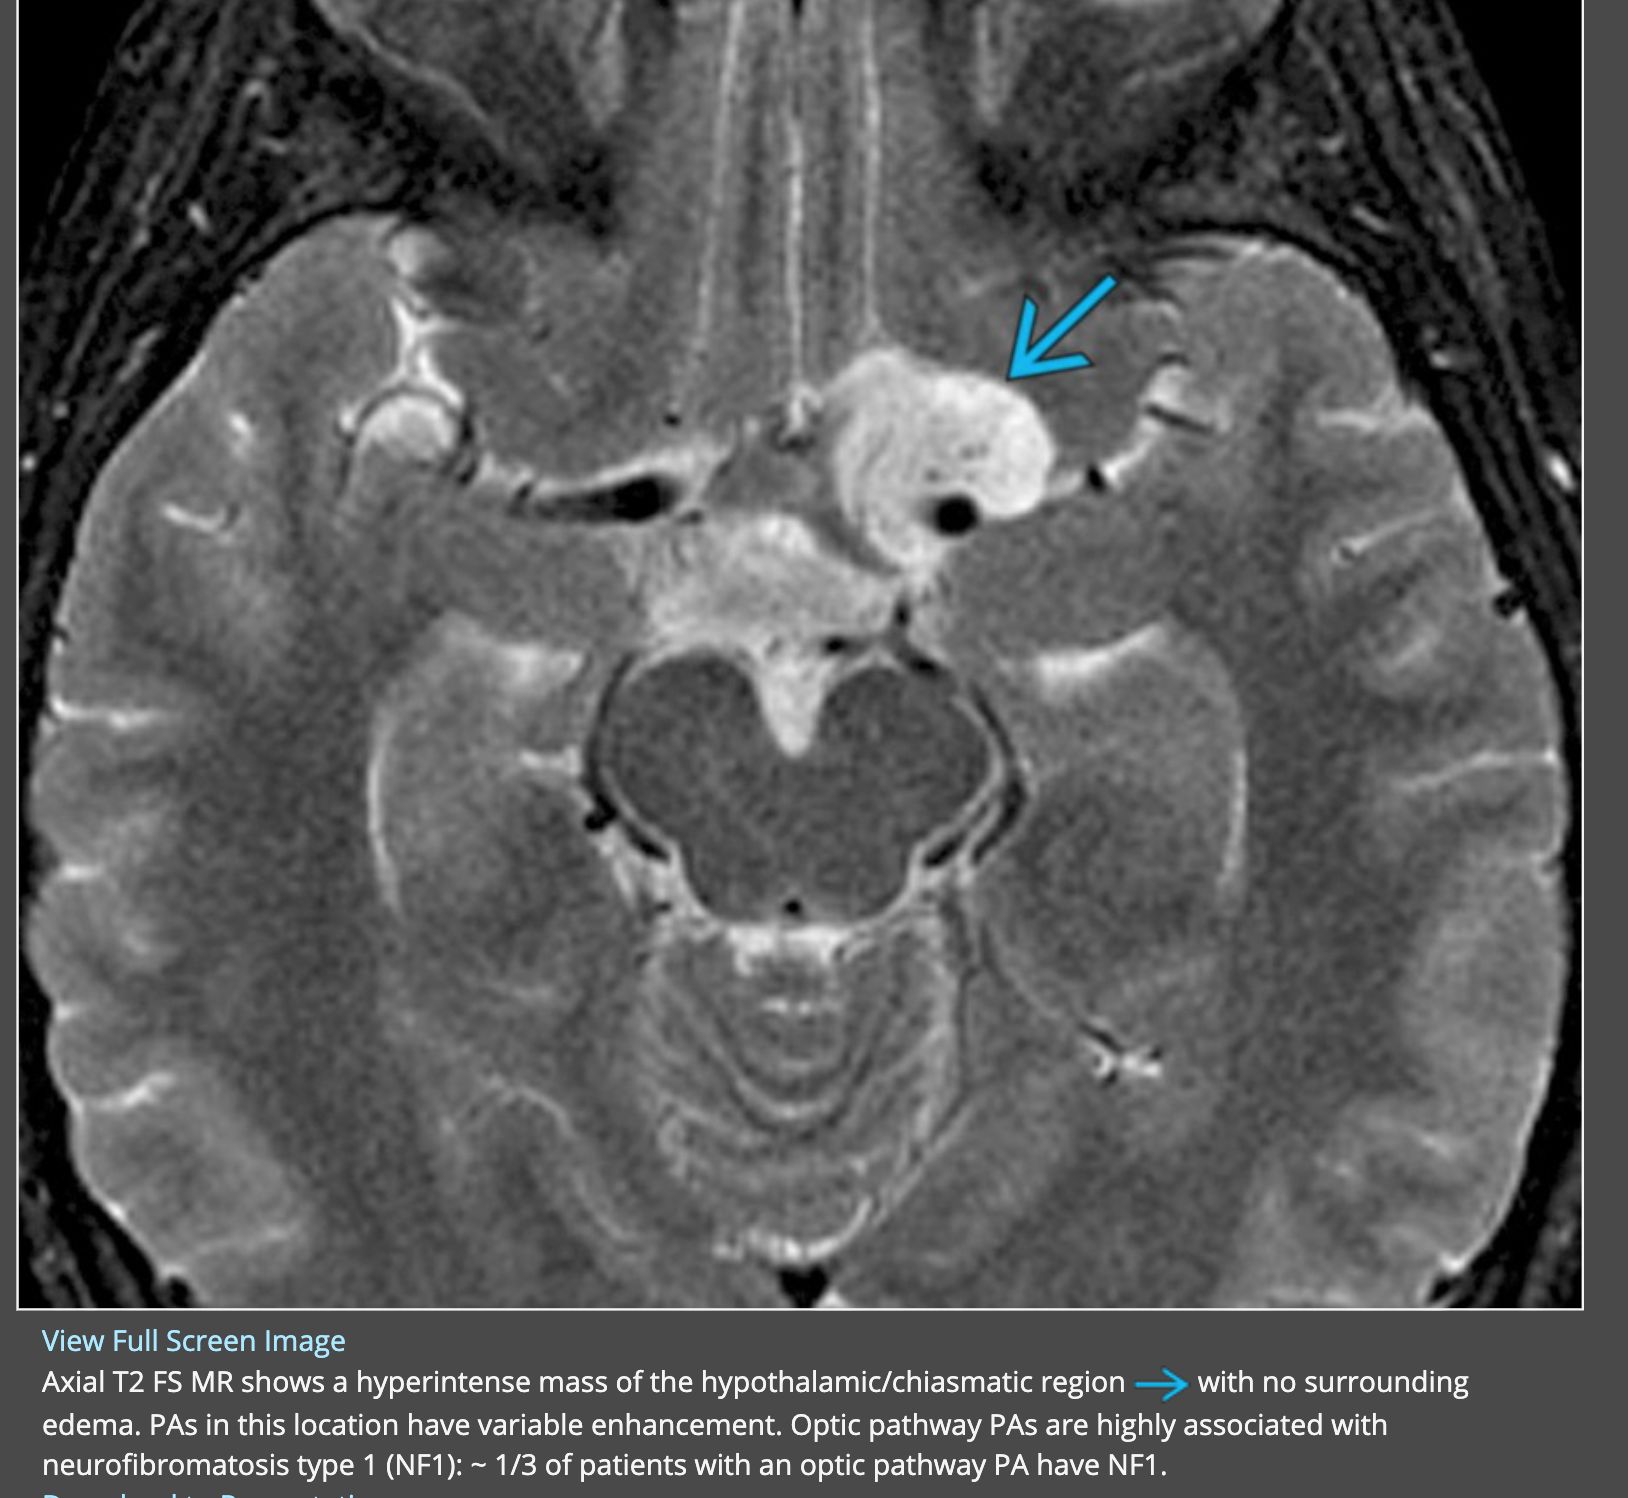 View Full Screen Image
Axial T2 FS MR shows a hyperintense mass of the hypothalamic/chiasmatic region → with no surrounding
edema. PAs in this location have variable enhancement. Optic pathway PAs are highly associated with
neurofibromatosis type 1 (NF1): ~ 1/3 of patients with an optic pathway PA have NF1.